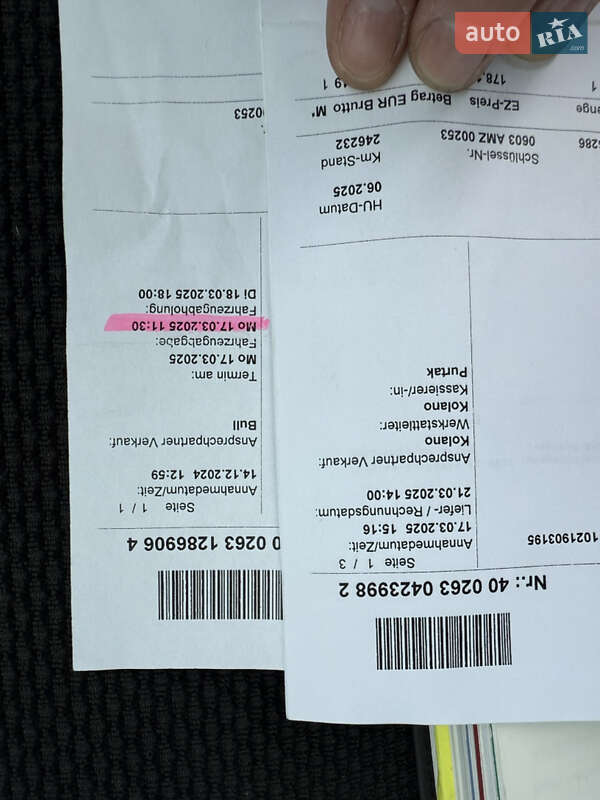 auto RIA .com
Nr.: 40 0263 0423998 2
Seite 1 / 3
Annahmedatum/Zeit:
17.03.2025 15:16
Liefer- / Rechnungsdatum:
21.03.2025 14:00
Ansprechpartner Verkauf:
Kolano
Werkstattleiter:
Kolano
Kassierer/-in:
Purtak
1021903195
HU-Datum
06.2025
Schlüssel-Nr. Km-Stand
0603 AMZ 00253 246232
EZ-Preis Betrag EUR Brutto M*
0 0263 1286906 4
Seite 1 / 1
Annahmedatum/Zeit:
14.12.2024 12:59
Ansprechpartner Verkauf:
Bull
Termin am:
Mo 17.03.2025
Fahrzeugabgabe:
Mo 17.03.2025 11:30
Fahrzeugabholung:
Di 18.03.2025 18:00
00253